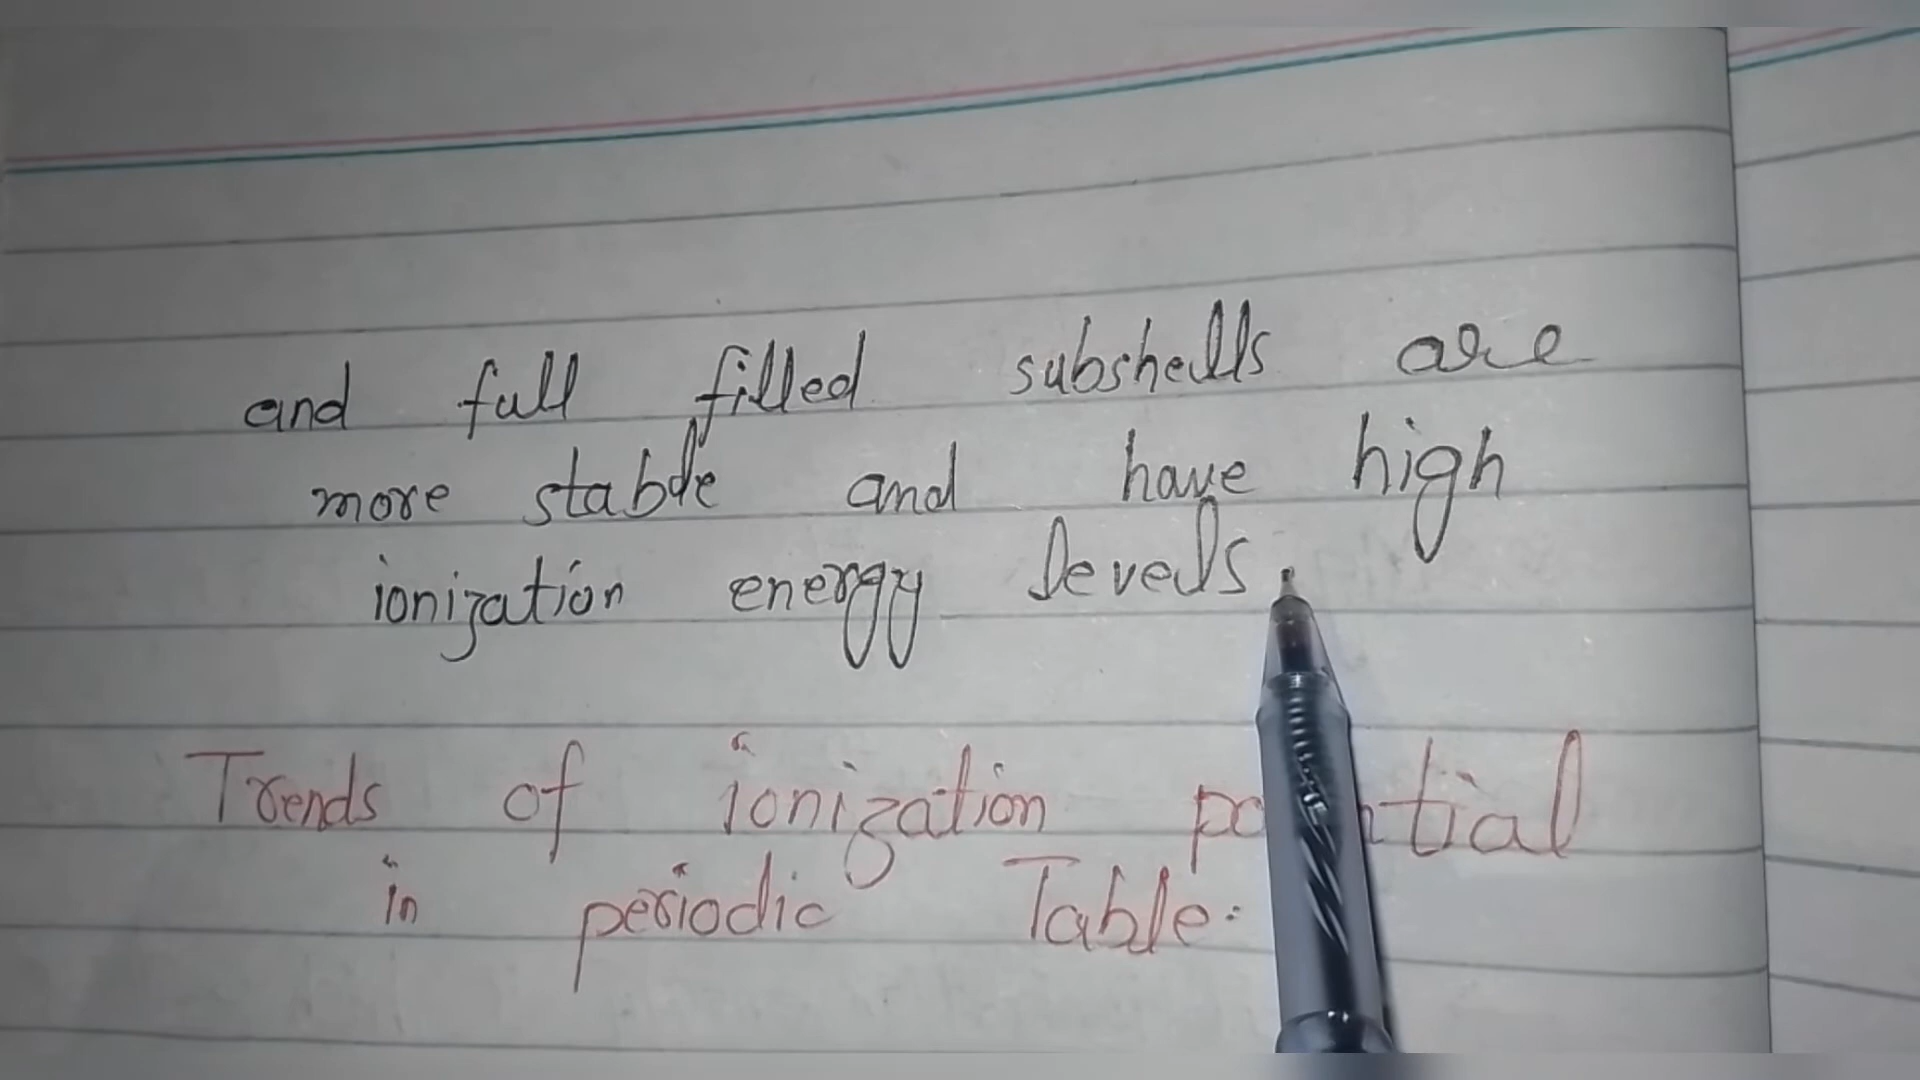 and full filled subshells are
more stable and have high
ionization energy levels.
Trends of ionization potential
in periodic Table: